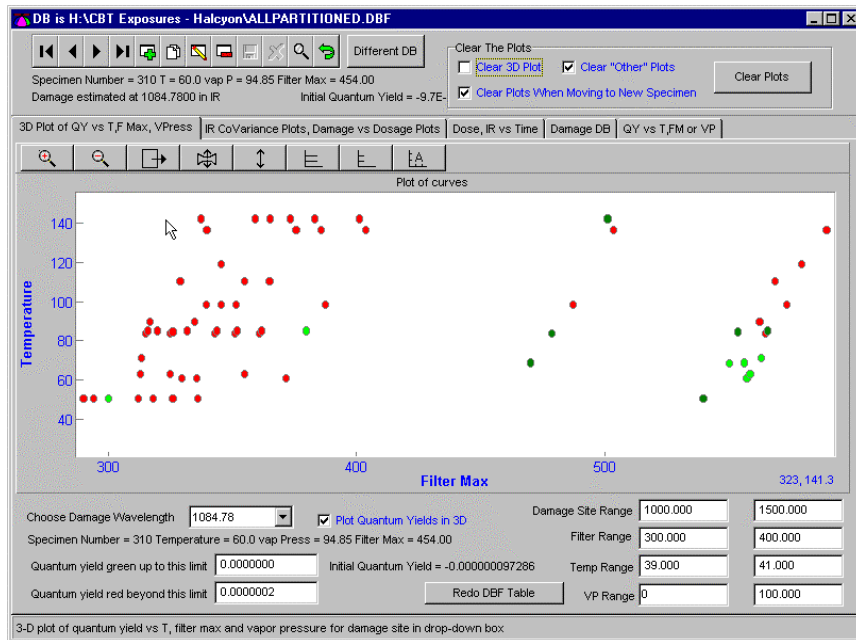 DB is H:\CBT Exposures - Halcyon\ALLPARTITIONED.DBF
Different DB
Clear The Plots
Clear 3D Plot
Clear "Other" Plots
Clear Plots When Moving to New Specimen
Clear Plots
Specimen Number = 310 T = 60.0 vap P = 94.85 Filter Max = 454.00
Damage estimated at 1084.7800 in IR Initial Quantum Yield = -9.7E-
3D Plot of QY vs T,F Max, VPress
IR CoVariance Plots, Damage vs Dosage Plots
Dose, IR vs Time
Damage DB
QY vs T,FM or VP
A
Plot of curves
Temperature
140
120
100
80
60
40
300
400
500
Filter Max
323, 141.3
Choose Damage Wavelength
1084.78
Plot Quantum Yields in 3D
Specimen Number = 310 Temperature = 60.0 vap Press = 94.85 Filter Max = 454.00
Quantum yield green up to this limit
0.0000000
Initial Quantum Yield = -0.000000097286
Quantum yield red beyond this limit
0.0000002
Redo DBF Table
Damage Site Range
1000.000
1500.000
Filter Range
300.000
400.000
Temp Range
39.000
41.000
VP Range
0
100.000
3-D plot of quantum yield vs T, filter max and vapor pressure for damage site in drop-down box